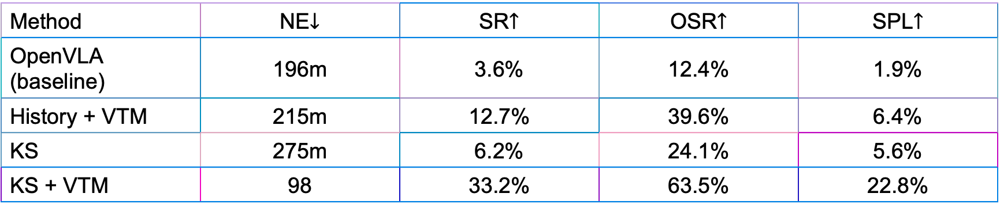 Method NE↓ SR↑ OSR↑ SPL↑
OpenVLA
(baseline) 196m 3.6% 12.4% 1.9%
History + VTM 215m 12.7% 39.6% 6.4%
KS 275m 6.2% 24.1% 5.6%
KS + VTM 98 33.2% 63.5% 22.8%